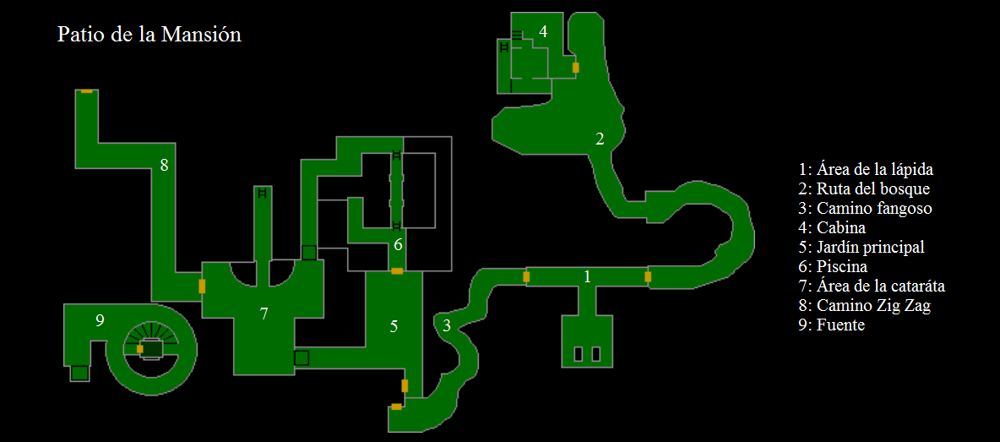 Patio de la Mansión
4
2
8
6
1
7
5
3
9
1: Área de la lápida
2: Ruta del bosque
3: Camino fangoso
4: Cabina
5: Jardín principal
6: Piscina
7: Área de la cataráta
8: Camino Zig Zag
9: Fuente